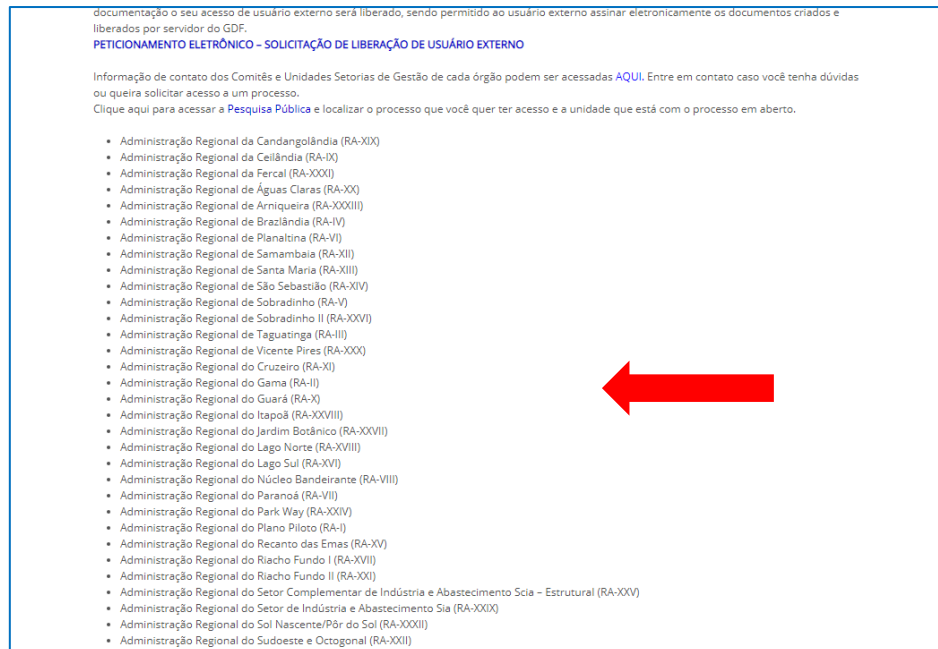 documentação o seu acesso de usuário externo será liberado, sendo permitido ao usuário externo assinar eletronicamente os documentos criados e
liberados por servidor do GDF.
PETICIONAMENTO ELETRÔNICO – SOLICITAÇÃO DE LIBERAÇÃO DE USUÁRIO EXTERNO
Informação de contato dos Comitês e Unidades Setorias de Gestão de cada órgão podem ser acessadas AQUI. Entre em contato caso você tenha dúvidas
ou queira solicitar acesso a um processo.
Clique aqui para acessar a Pesquisa Pública e localizar o processo que você quer ter acesso e a unidade que está com o processo em aberto.
• Administração Regional da Candangolândia (RA-XIX)
• Administração Regional da Ceilândia (RA-IX)
• Administração Regional da Fercal (RA-XXXI)
• Administração Regional de Águas Claras (RA-XX)
• Administração Regional de Arniqueira (RA-XXXIII)
• Administração Regional de Brazlândia (RA-IV)
• Administração Regional de Planaltina (RA-VI)
• Administração Regional de Samambaia (RA-XII)
• Administração Regional de Santa Maria (RA-XIII)
• Administração Regional de São Sebastião (RA-XIV)
• Administração Regional de Sobradinho (RA-V)
• Administração Regional de Sobradinho II (RA-XXVI)
• Administração Regional de Taguatinga (RA-III)
• Administração Regional de Vicente Pires (RA-XXX)
• Administração Regional do Cruzeiro (RA-XI)
• Administração Regional do Gama (RA-II)
• Administração Regional do Guará (RA-X)
• Administração Regional do Itapoã (RA-XXVIII)
• Administração Regional do Jardim Botânico (RA-XXVII)
• Administração Regional do Lago Norte (RA-XVIII)
• Administração Regional do Lago Sul (RA-XVI)
• Administração Regional do Núcleo Bandeirante (RA-VIII)
• Administração Regional do Paranoá (RA-VII)
• Administração Regional do Park Way (RA-XXIV)
• Administração Regional do Plano Piloto (RA-I)
• Administração Regional do Recanto das Emas (RA-XV)
• Administração Regional do Riacho Fundo I (RA-XVII)
• Administração Regional do Riacho Fundo II (RA-XXI)
• Administração Regional do Setor Complementar de Indústria e Abastecimento Scia – Estrutural (RA-XXV)
• Administração Regional do Setor de Indústria e Abastecimento Sia (RA-XXIX)
• Administração Regional do Sol Nascente/Pôr do Sol (RA-XXXII)
• Administração Regional do Sudoeste e Octogonal (RA-XXII)